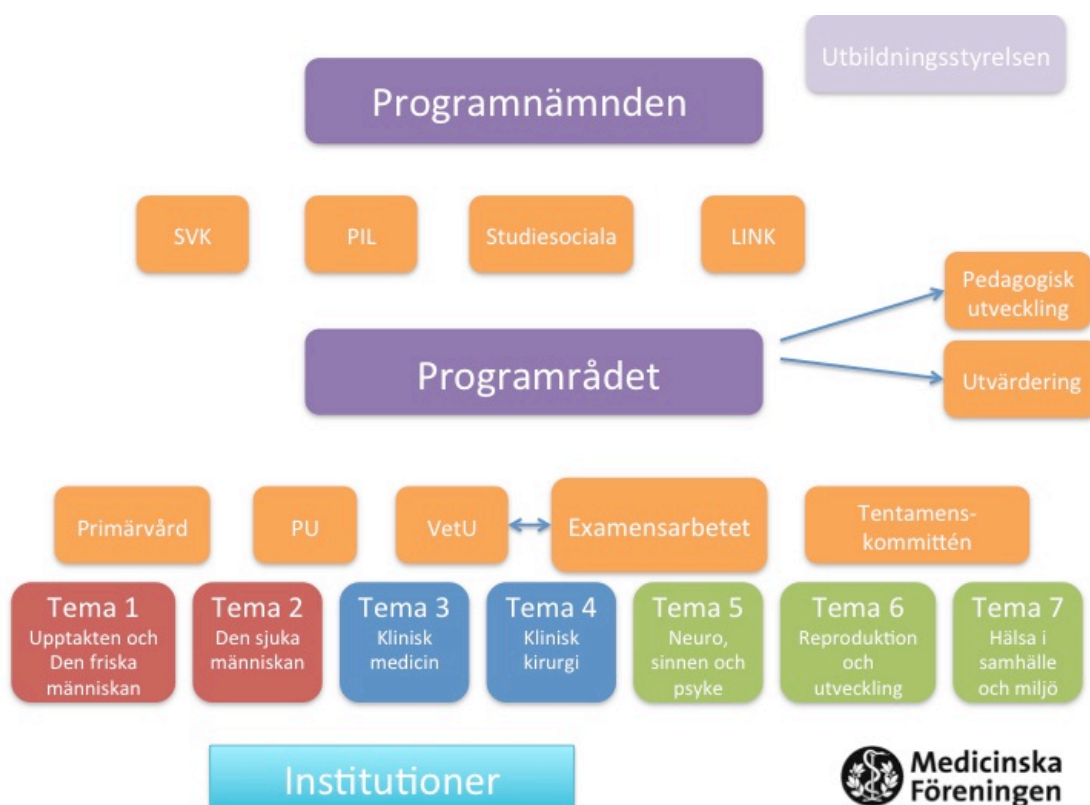 Utbildningsstyrelsen
Programnämnden
SVK
PIL
Studiesociala
LINK
Pedagogisk
utveckling
Programrådet
Utvärdering
Primärvård
PU
VetU
Examensarbetet
Tentamens-
kommittén
Tema 1
Upptakten och
Den friska
människan
Tema 2
Den sjuka
människan
Tema 3
Klinisk
medicin
Tema 4
Klinisk
kirurgi
Tema 5
Neuro,
sinnen och
psyke
Tema 6
Reproduktion
och
utveckling
Tema 7
Hälsa i
samhälle
och miljö
Institutioner
Medicinska
Föreningen